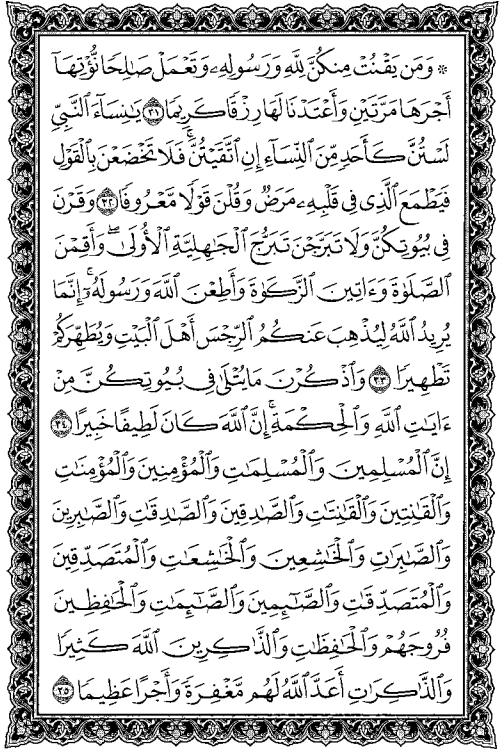 ۞ وَمَن يَقْنُتْ مِنكُنَّ لِلَّهِ وَرَسُولِهِۦ وَتَعْمَلْ صَٰلِحًا نُّؤْتِهَآ
أَجْرَهَا مَرَّتَيْنِ وَأَعْتَدْنَا لَهَا رِزْقًا كَرِيمًا ٣١ يَٰنِسَآءَ ٱلنَّبِىِّ
لَسْتُنَّ كَأَحَدٍ مِّنَ ٱلنِّسَآءِ إِنِ ٱتَّقَيْتُنَّ ۚ فَلَا تَخْضَعْنَ بِٱلْقَوْلِ
فَيَطْمَعَ ٱلَّذِى فِى قَلْبِهِۦ مَرَضٌ وَقُلْنَ قَوْلًا مَّعْرُوفًا ٣٢ وَقَرْنَ
فِى بُيُوتِكُنَّ وَلَا تَبَرَّجْنَ تَبَرُّجَ ٱلْجَٰهِلِيَّةِ ٱلْأُولَىٰ ۖ وَأَقِمْنَ
ٱلصَّلَوٰةَ وَءَاتِينَ ٱلزَّكَوٰةَ وَأَطِعْنَ ٱللَّهَ وَرَسُولَهُۥٓ ۚ إِنَّمَا
يُرِيدُ ٱللَّهُ لِيُذْهِبَ عَنكُمُ ٱلرِّجْسَ أَهْلَ ٱلْبَيْتِ وَيُطَهِّرَكُمْ
تَطْهِيرًا ٣٣ وَٱذْكُرْنَ مَا يُتْلَىٰ فِى بُيُوتِكُنَّ مِنْ
ءَايَٰتِ ٱللَّهِ وَٱلْحِكْمَةِ ۚ إِنَّ ٱللَّهَ كَانَ لَطِيفًا خَبِيرًا ٣٤
إِنَّ ٱلْمُسْلِمِينَ وَٱلْمُسْلِمَٰتِ وَٱلْمُؤْمِنِينَ وَٱلْمُؤْمِنَٰتِ
وَٱلْقَٰنِتِينَ وَٱلْقَٰنِتَٰتِ وَٱلصَّٰدِقِينَ وَٱلصَّٰدِقَٰتِ وَٱلصَّٰبِرِينَ
وَٱلصَّٰبِرَٰتِ وَٱلْخَٰشِعِينَ وَٱلْخَٰشِعَٰتِ وَٱلْمُتَصَدِّقِينَ
وَٱلْمُتَصَدِّقَٰتِ وَٱلصَّٰٓئِمِينَ وَٱلصَّٰٓئِمَٰتِ وَٱلْحَٰفِظِينَ
فُرُوجَهُمْ وَٱلْحَٰفِظَٰتِ وَٱلذَّٰكِرِينَ ٱللَّهَ كَثِيرًا
وَٱلذَّٰكِرَٰتِ أَعَدَّ ٱللَّهُ لَهُم مَّغْفِرَةً وَأَجْرًا عَظِيمًا ٣٥